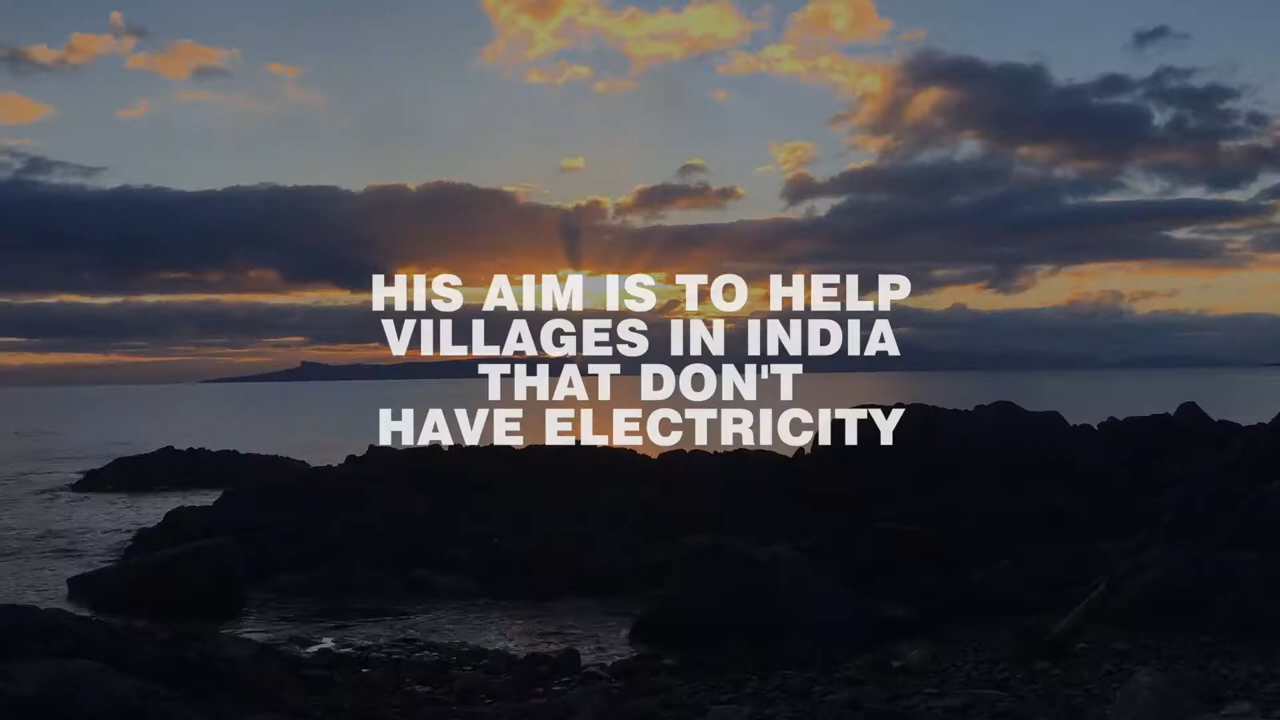 HIS AIM IS TO HELP
VILLAGES IN INDIA
THAT DON'T
HAVE ELECTRICITY